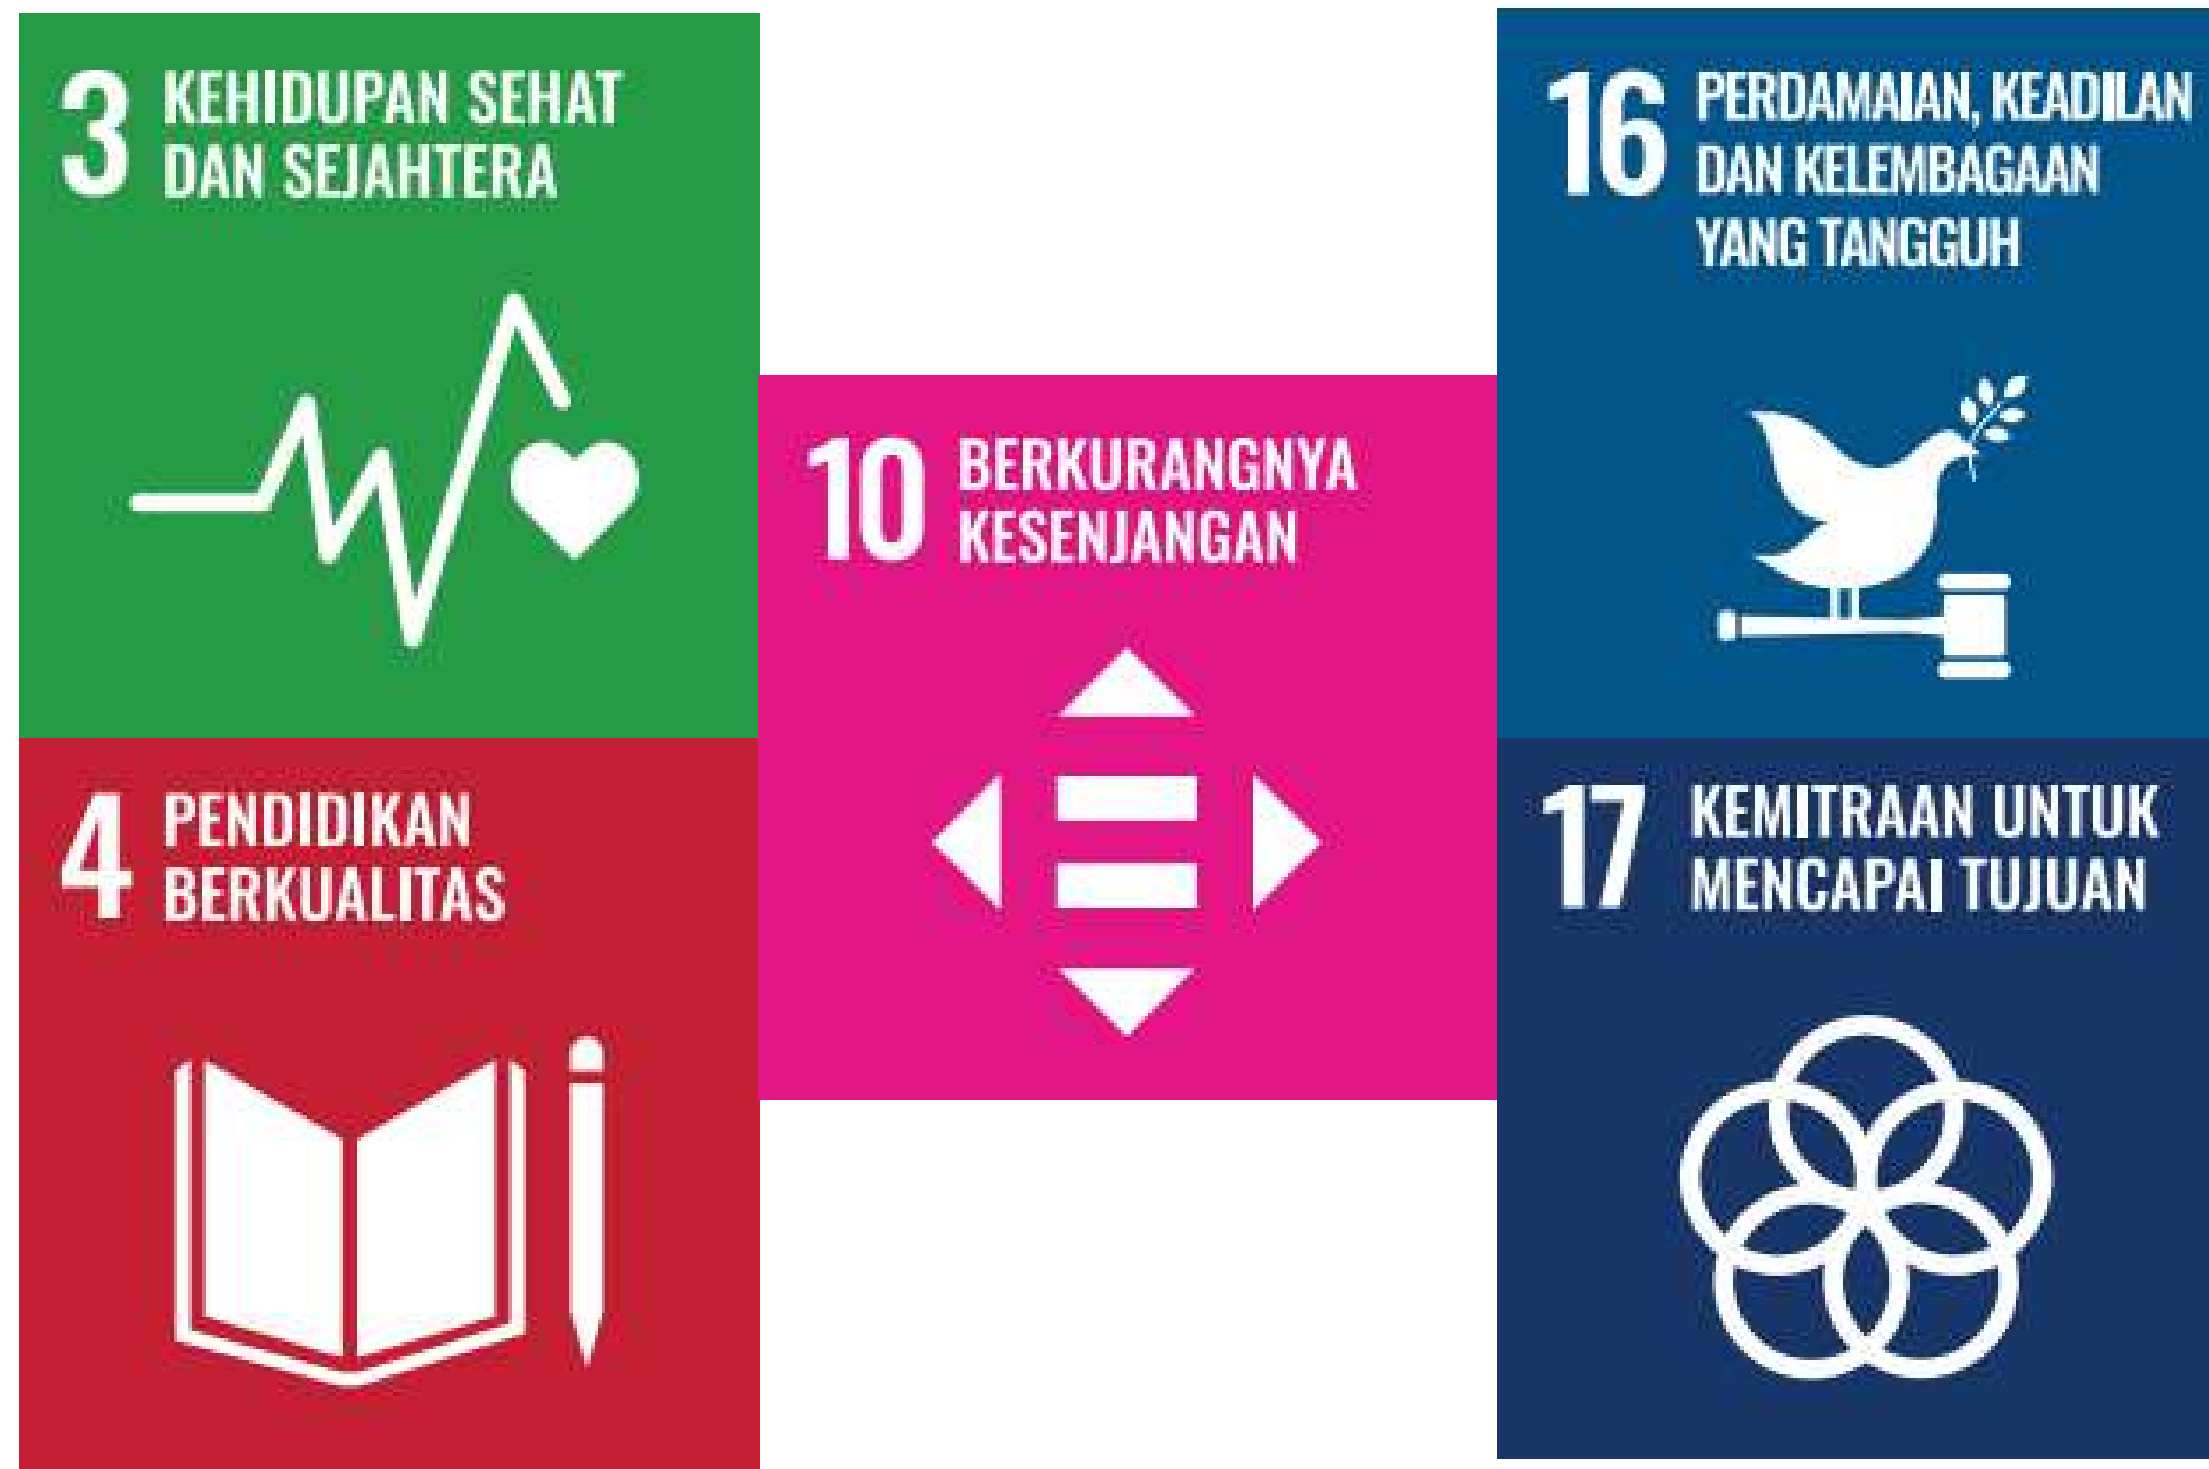 3 KEHIDUPAN SEHAT
DAN SEJAHTERA
4 PENDIDIKAN
BERKUALITAS
10 BERKURANGNYA
KESENJANGAN
16 PERDAMAIAN, KEADILAN
DAN KELEMBAGAAN
YANG TANGGUH
17 KEMITRAAN UNTUK
MENCAPAI TUJUAN